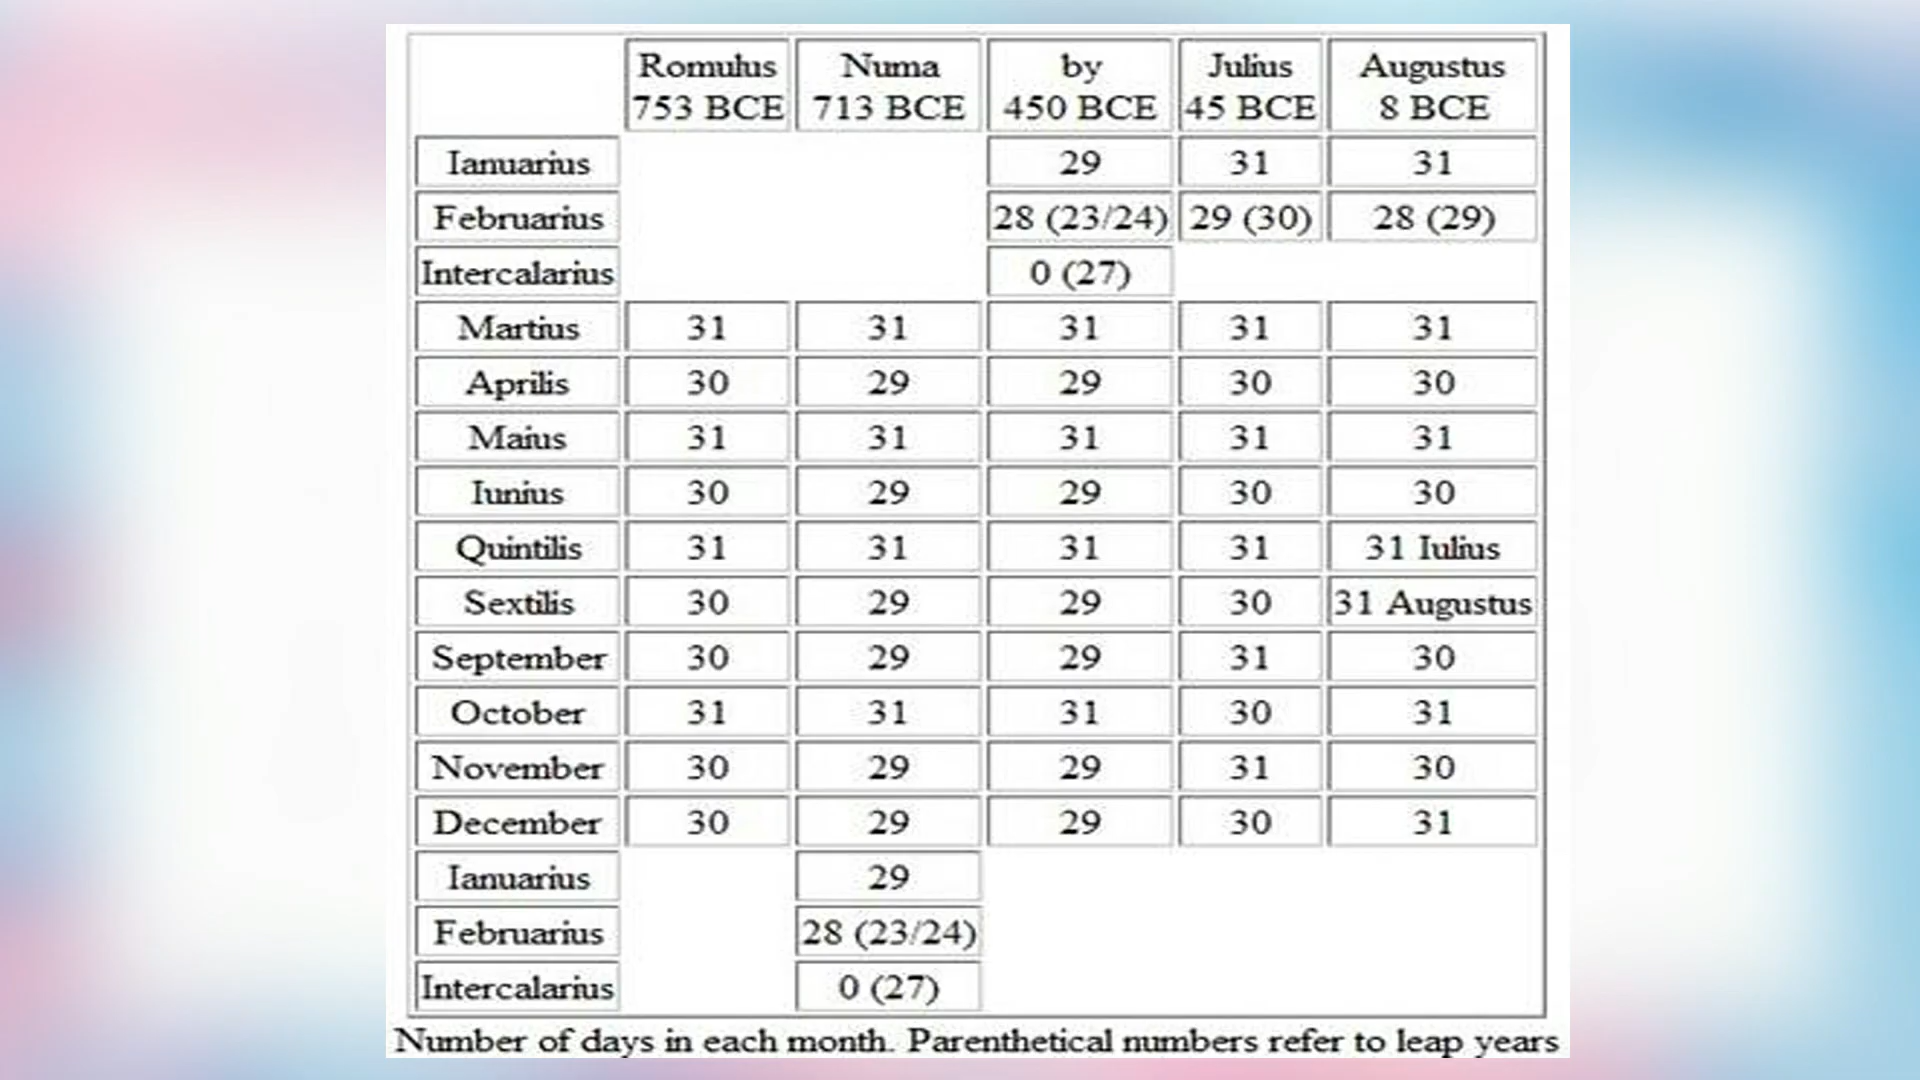 Romulus 753 BCE Numa 713 BCE by 450 BCE Julius 45 BCE Augustus 8 BCE
Ianuarius 29 31 31
Februarius 28 (23/24) 29 (30) 28 (29)
Intercalarius 0 (27)
Martius 31 31 31 31 31
Aprilis 30 29 29 30 30
Maius 31 31 31 31 31
Iunius 30 29 29 30 30
Quintilis 31 31 31 31 31 Iulius
Sextilis 30 29 29 30 31 Augustus
September 30 29 29 31 30
October 31 31 31 30 31
November 30 29 29 31 30
December 30 29 29 30 31
Ianuarius 29
Februarius 28 (23/24)
Intercalarius 0 (27)
Number of days in each month. Parenthetical numbers refer to leap years